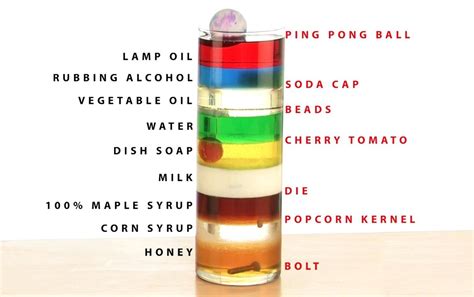 PING PONG BALL
LAMP OIL
RUBBING ALCOHOL
SODA CAP
VEGETABLE OIL
BEADS
WATER
CHERRY TOMATO
DISH SOAP
MILK
DIE
100% MAPLE SYRUP
POPCORN KERNEL
CORN SYRUP
HONEY
BOLT